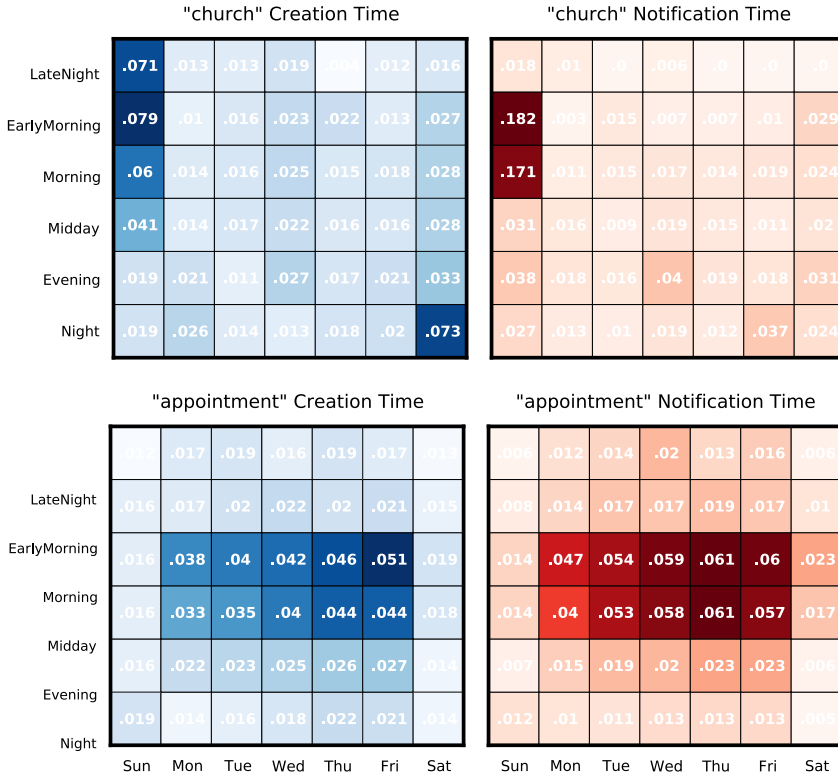 "church" Creation Time "church" Notification Time
LateNight .071 .013 .013 .019 .004 .012 .016 .018 .01 .0 .006 .0 .0 .0
EarlyMorning .079 .01 .016 .023 .022 .013 .027 .182 .003 .015 .007 .007 .01 .029
Morning .06 .014 .016 .025 .015 .018 .028 .171 .011 .015 .017 .014 .019 .024
Midday .041 .014 .017 .022 .016 .016 .028 .031 .016 .009 .019 .015 .011 .02
Evening .019 .021 .011 .027 .017 .021 .033 .038 .018 .016 .04 .019 .018 .031
Night .019 .026 .014 .013 .018 .02 .073 .027 .013 .01 .019 .012 .037 .024
"appointment" Creation Time "appointment" Notification Time
.012 .017 .019 .016 .019 .017 .013 .006 .012 .014 .02 .013 .016 .006
LateNight .016 .017 .02 .022 .02 .021 .015 .008 .014 .017 .017 .019 .017 .01
EarlyMorning .016 .038 .04 .042 .046 .051 .019 .014 .047 .054 .059 .061 .06 .023
Morning .016 .033 .035 .04 .044 .044 .018 .014 .04 .053 .058 .061 .057 .017
Midday .016 .022 .023 .025 .026 .027 .014 .007 .015 .019 .02 .023 .023 .006
Evening .019 .014 .016 .018 .022 .021 .014 .012 .01 .011 .013 .013 .013 .005
Night
Sun Mon Tue Wed Thu Fri Sat Sun Mon Tue Wed Thu Fri Sat